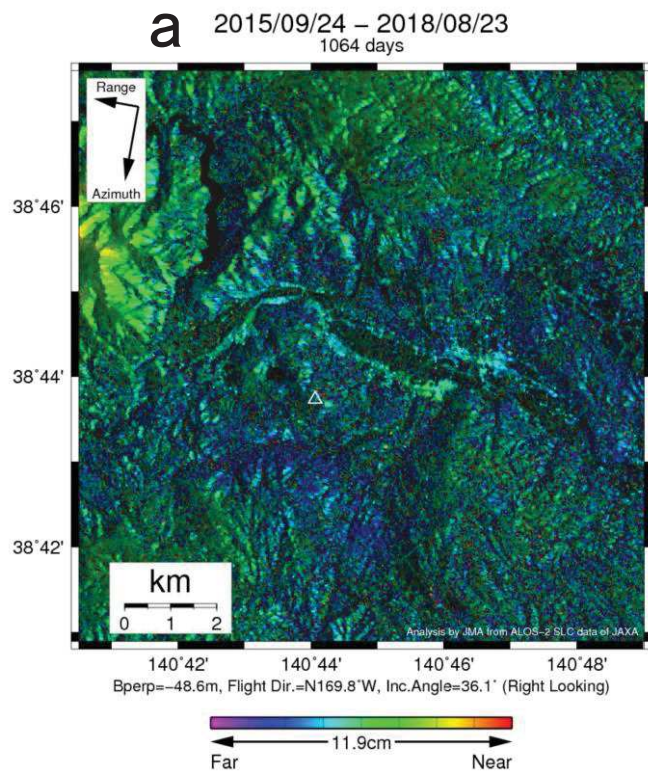 a 2015/09/24 – 2018/08/23
1064 days
Range
Azimuth
38°46'
38°44'
38°42'
km
0 1 2
Analysis by JMA from ALOS–2 SLC data of JAXA
140°42' 140°44' 140°46' 140°48'
Bperp=–48.6m, Flight Dir.=N169.8°W, Inc.Angle=36.1° (Right Looking)
11.9cm
Far Near